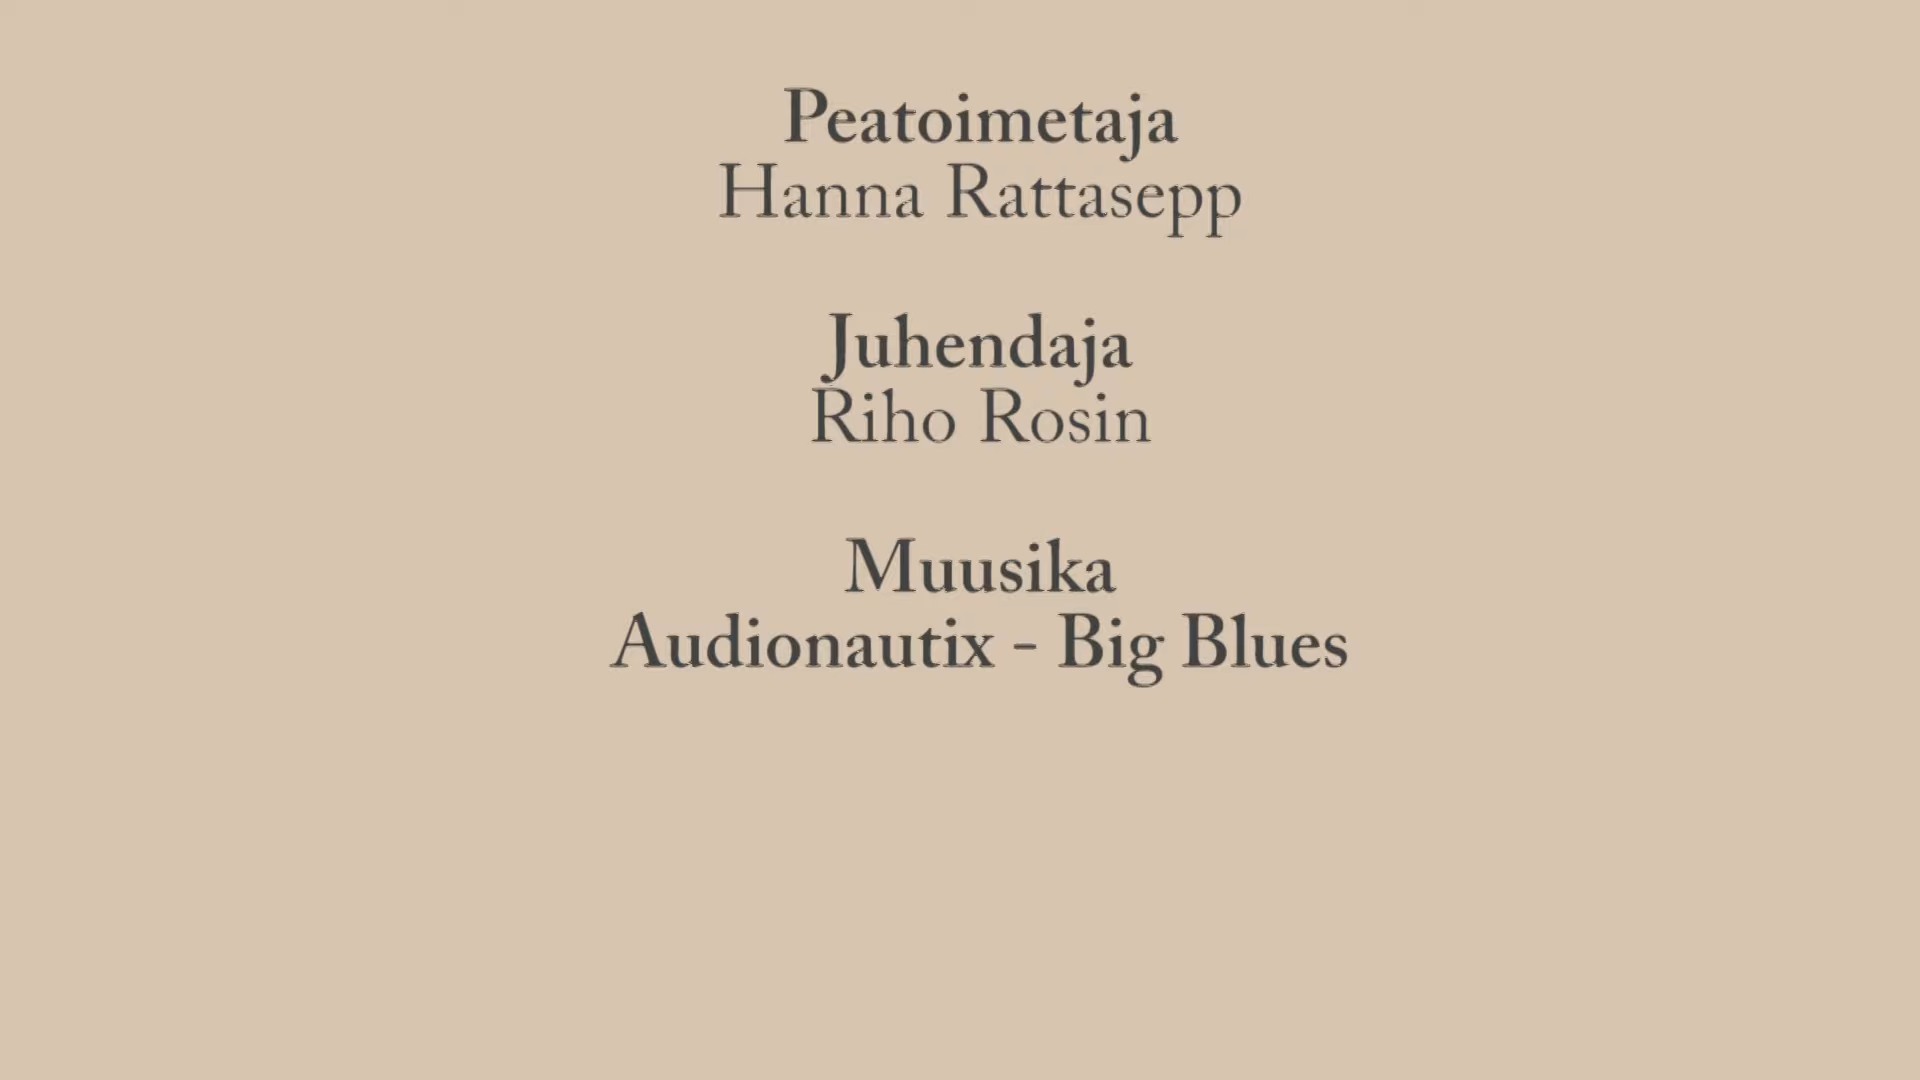 Peatoimetaja
Hanna Rattasepp
Juhendaja
Riho Rosin
Muusika
Audionautix - Big Blues